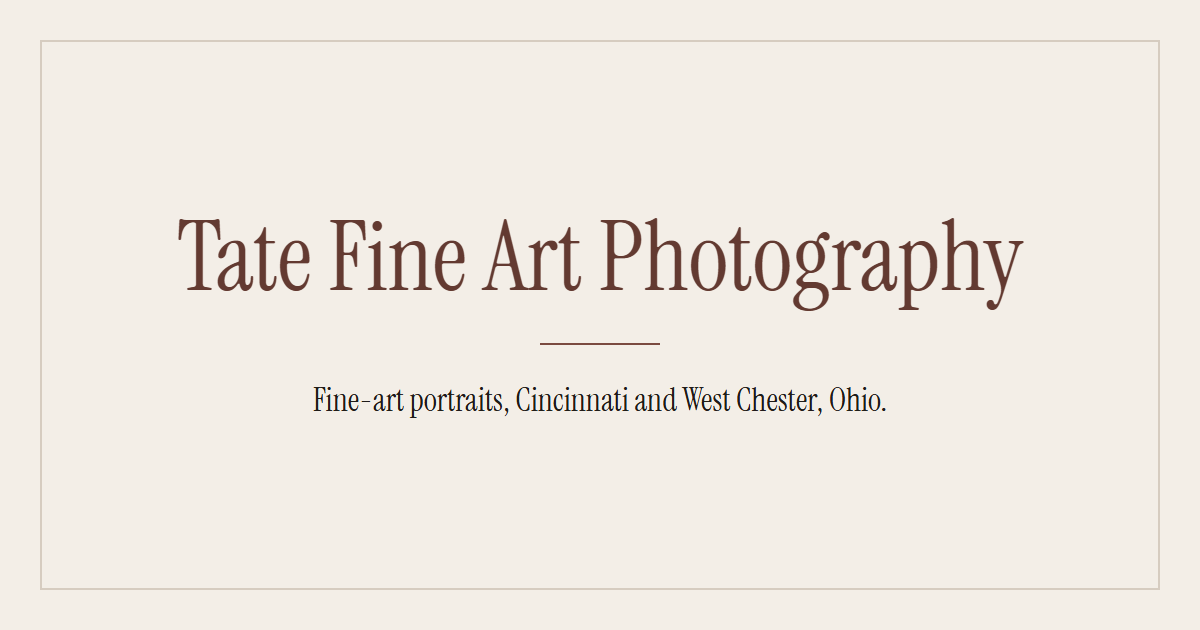 Tate Fine Art Photography
Fine-art portraits, Cincinnati and West Chester, Ohio.